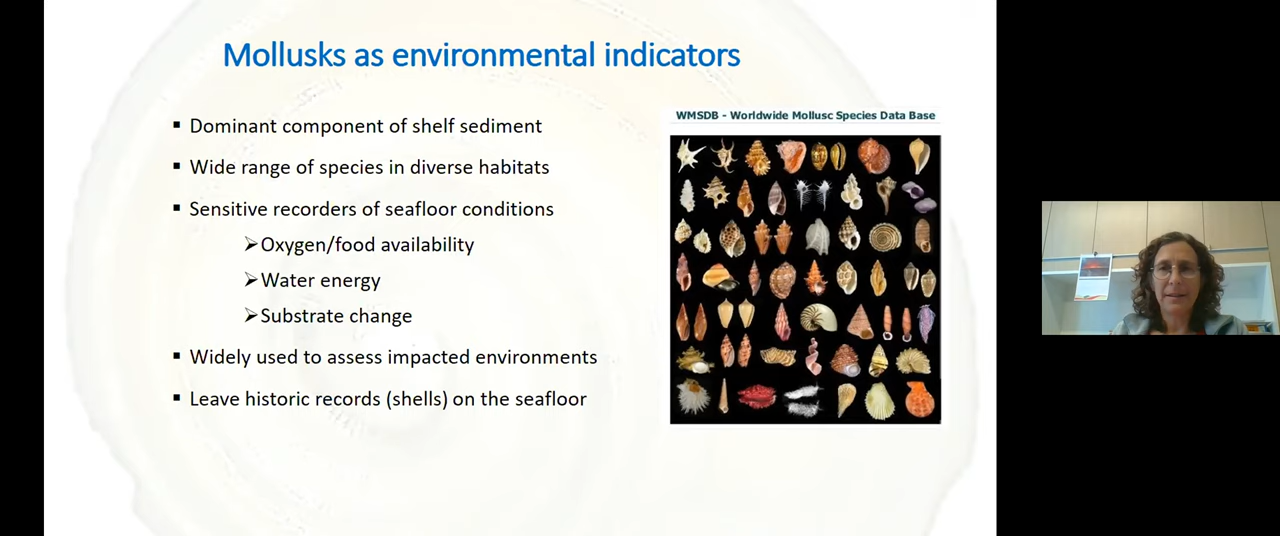 Mollusks as environmental indicators
▪ Dominant component of shelf sediment
▪ Wide range of species in diverse habitats
▪ Sensitive recorders of seafloor conditions
➢Oxygen/food availability
➢Water energy
➢Substrate change
▪ Widely used to assess impacted environments
▪ Leave historic records (shells) on the seafloor
WMSDB - Worldwide Mollusc Species Data Base